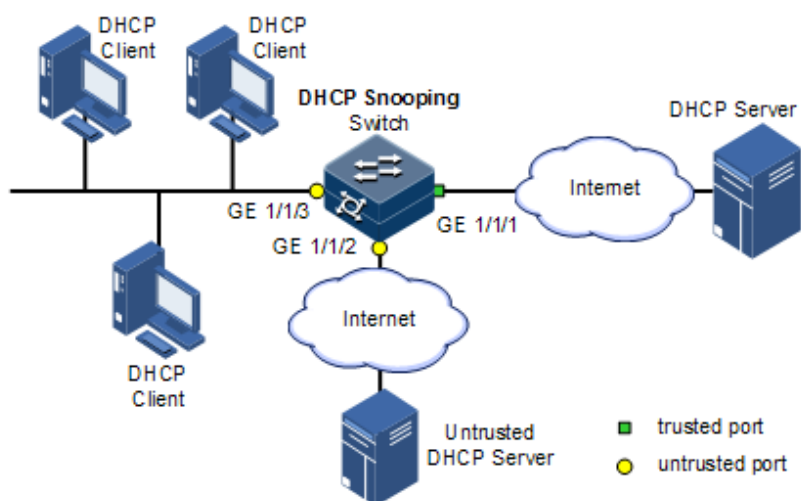 DHCP
Client
DHCP
Client
DHCP Snooping
Switch
DHCP Server
Internet
GE 1/1/3
GE 1/1/1
GE 1/1/2
Internet
DHCP
Client
Untrusted
DHCP Server
trusted port
untrusted port